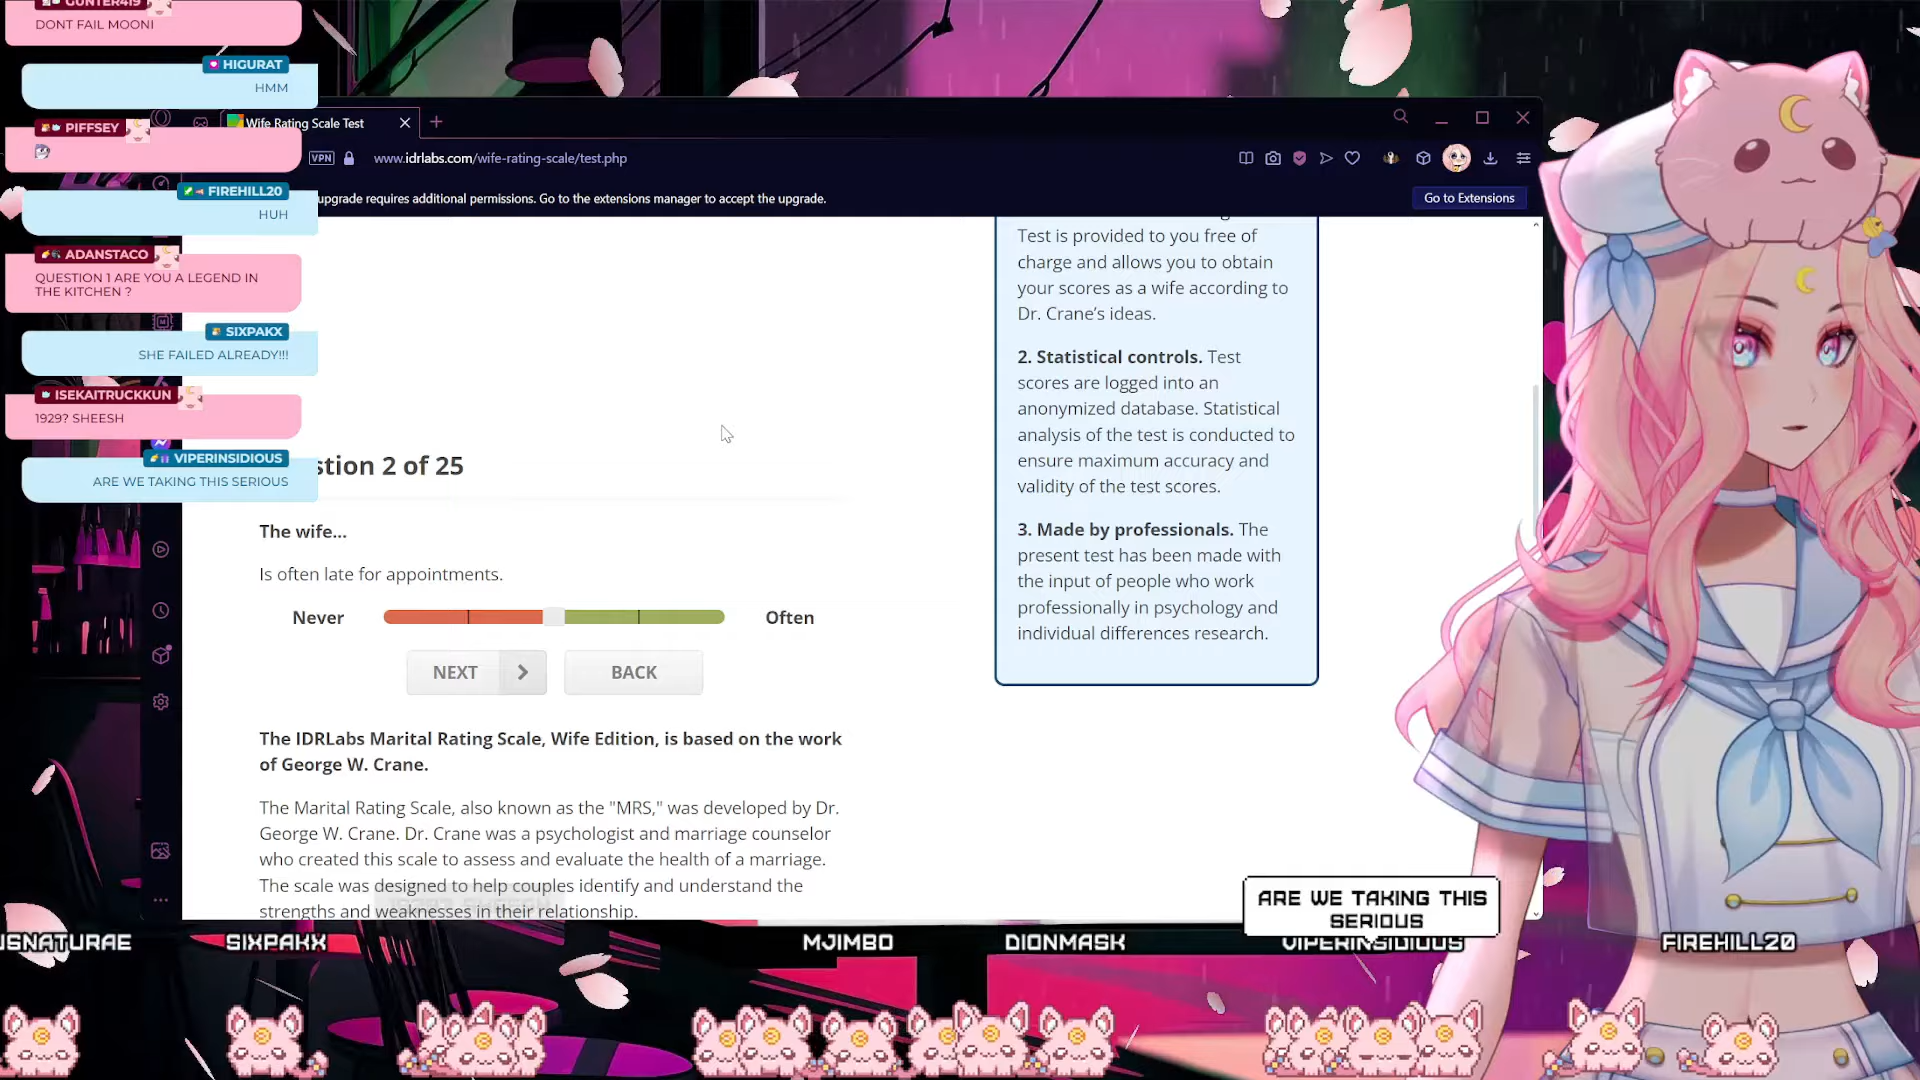 GUNTER419
DONT FAIL MOONI
HIGURAT
HMM
PIFFSEY
FIREHILL20
HUH
ADANSTACO
QUESTION 1 ARE YOU A LEGEND IN
THE KITCHEN ?
SIXPAKX
SHE FAILED ALREADY!!!
ISEKAITRUCKKUN
1929? SHEESH
VIPERINSIDIOUS
ARE WE TAKING THIS SERIOUS
Wife Rating Scale Test
VPN
www.idrlabs.com/wife-rating-scale/test.php
upgrade requires additional permissions. Go to the extensions manager to accept the upgrade.
Go to Extensions
stion 2 of 25
The wife...
Is often late for appointments.
Never
Often
NEXT
BACK
The IDRLabs Marital Rating Scale, Wife Edition, is based on the work
of George W. Crane.
The Marital Rating Scale, also known as the "MRS," was developed by Dr.
George W. Crane. Dr. Crane was a psychologist and marriage counselor
who created this scale to assess and evaluate the health of a marriage.
The scale was designed to help couples identify and understand the
strengths and weaknesses in their relationship.
Test is provided to you free of
charge and allows you to obtain
your scores as a wife according to
Dr. Crane's ideas.
2. Statistical controls. Test
scores are logged into an
anonymized database. Statistical
analysis of the test is conducted to
ensure maximum accuracy and
validity of the test scores.
3. Made by professionals. The
present test has been made with
the input of people who work
professionally in psychology and
individual differences research.
ARE WE TAKING THIS
SERIOUS
USNATURAE
SIXPAKX
MJIMBO
DIONMASK
VIPERINSIDIOUS
FIREHILL20